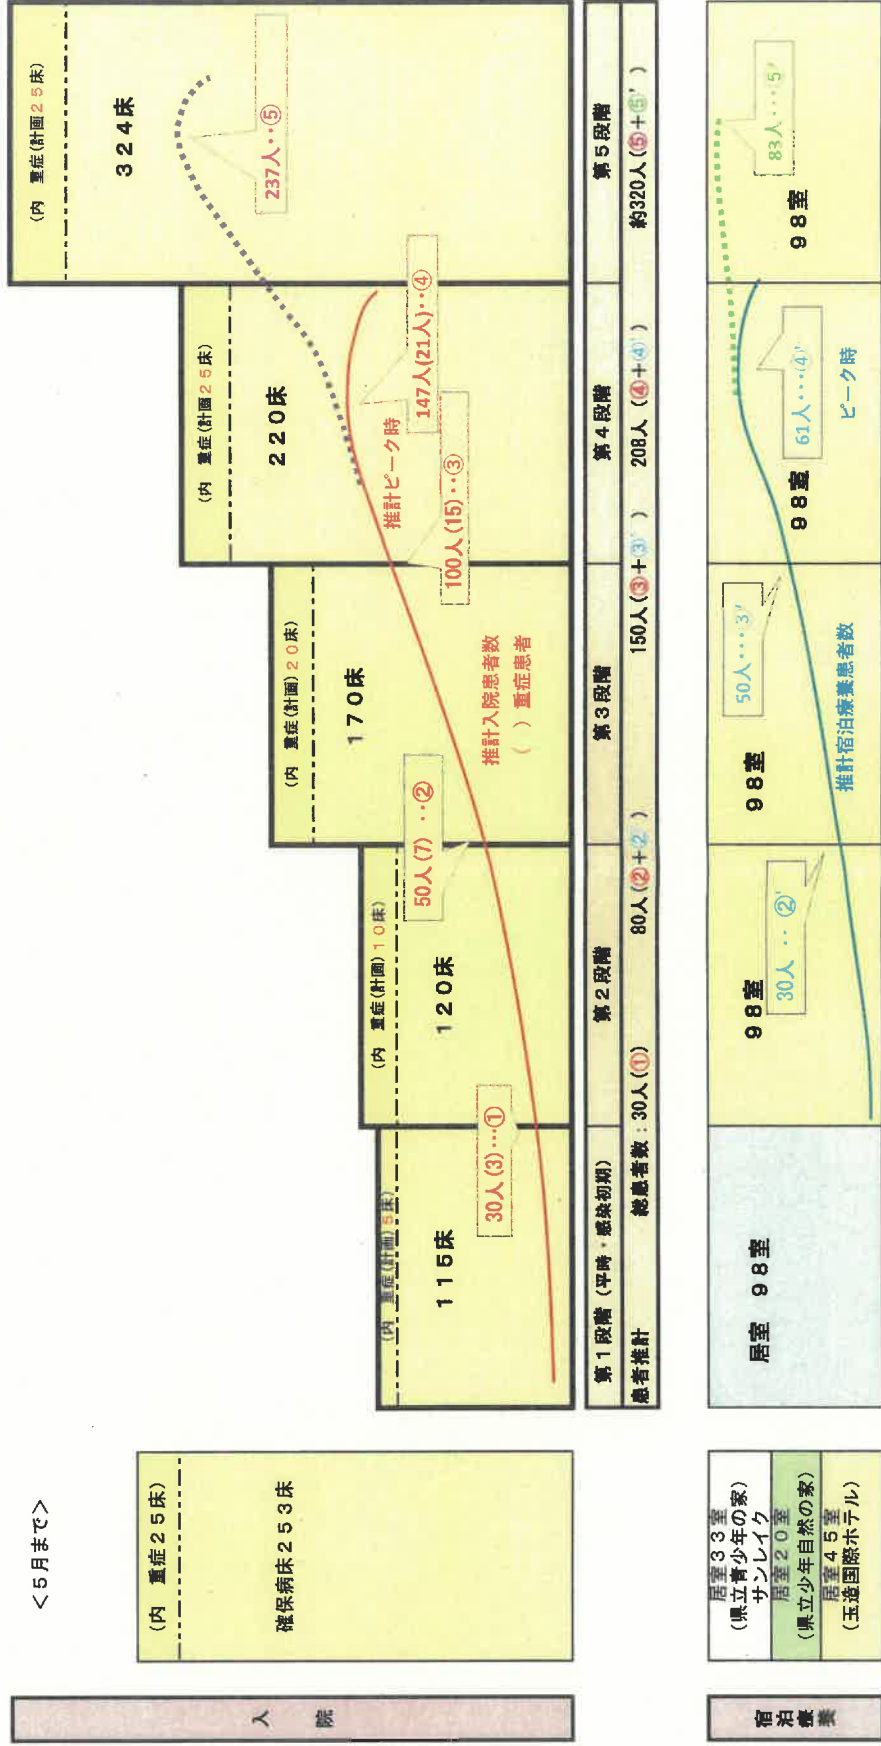 <5月まで>
入 院
(内 重症25床)
確保病床253床
(内 重症(計画)5床)
115床
30人(3)…①
(内 重症(計画)10床)
120床
50人(7) ‥②
(内 重症(計画)20床)
170床
推計入院患者数
( ) 重症患者
100人(15)‥③
(内 重症(計画25床)
220床
推計ピーク時
147人(21人)‥④
(内 重症(計画25床)
324床
237人‥⑤
第1段階 (平時・感染初期)
第2段階
第3段階
第4段階
第5段階
患者推計 総患者数:30人(①) 80人(②+②') 150人(③+③') 208人(④+④') 約320人(⑤+⑤')
宿泊療養
居室33室
(県立青少年の家)
サンレイク
居室20室
(県立少年自然の家)
居室45室
(玉造国際ホテル)
居室 98室
98室
30人 ‥ ②'
98室
50人・・・3'
推計宿泊療養患者数
98室
61人・・・④'
ピーク時
98室
83人・・・5'